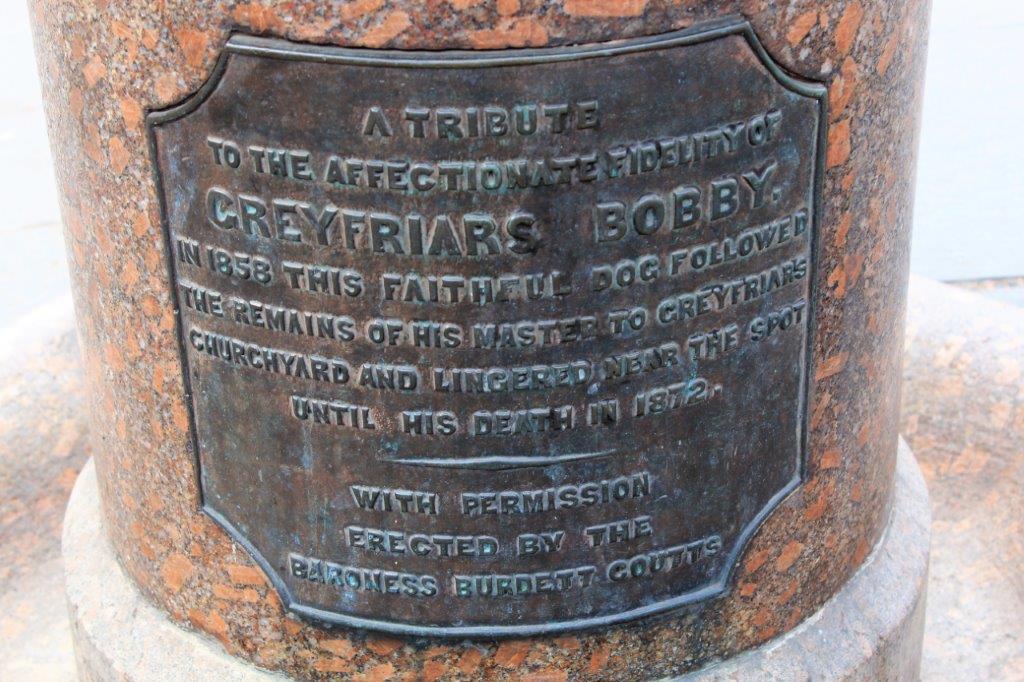 A TRIBUTE
TO THE AFFECTIONATE FIDELITY OF
GREYFRIARS BOBBY.
IN 1858 THIS FAITHFUL DOG FOLLOWED
THE REMAINS OF HIS MASTER TO GREYFRIARS
CHURCHYARD AND LINGERED NEAR THE SPOT
UNTIL HIS DEATH IN 1872.
WITH PERMISSION
ERECTED BY THE
BARONESS BURDETT COUTTS